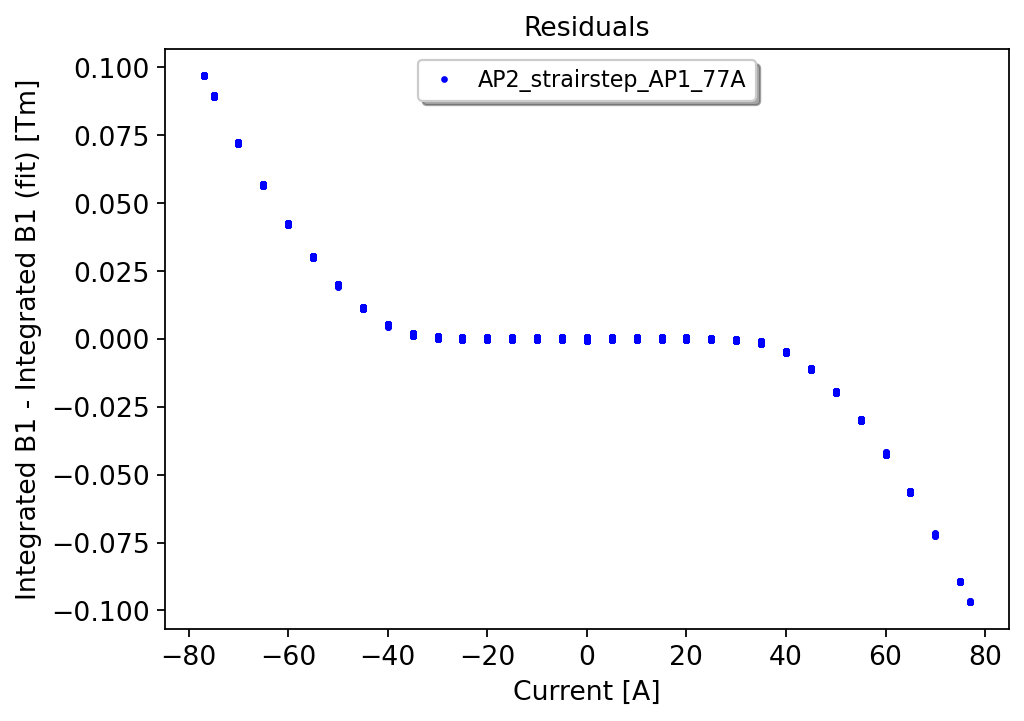 Residuals
AP2_strairstep_AP1_77A
Integrated B1 - Integrated B1 (fit) [Tm]
0.100
0.075
0.050
0.025
0.000
−0.025
−0.050
−0.075
−0.100
−80 −60 −40 −20 0 20 40 60 80
Current [A]